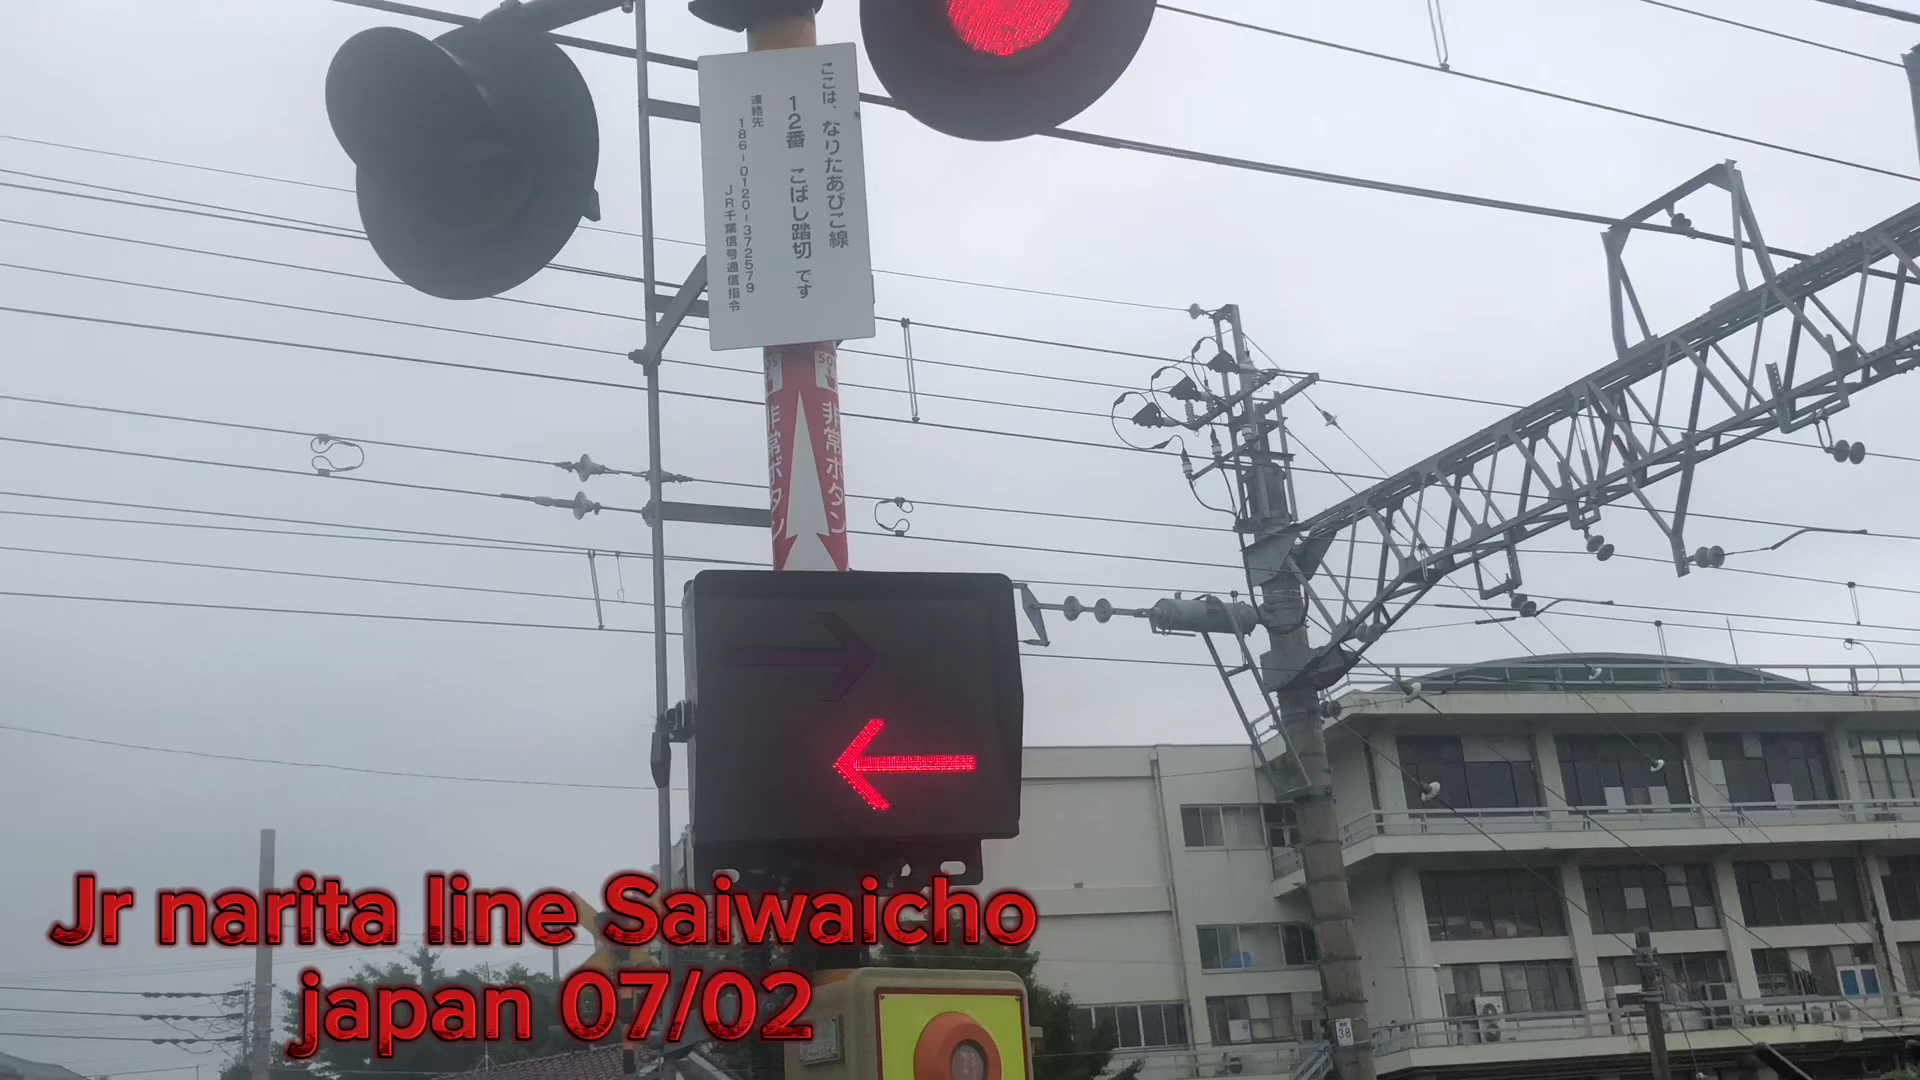 ここは、なりたあびこ線
12番 こばし踏切 です
連絡先
186-0120-372579
JR千葉信号通信指令
SOS
非常ボタン
非常ボタン
38
Jr narita line Saiwaicho
japan 07/02